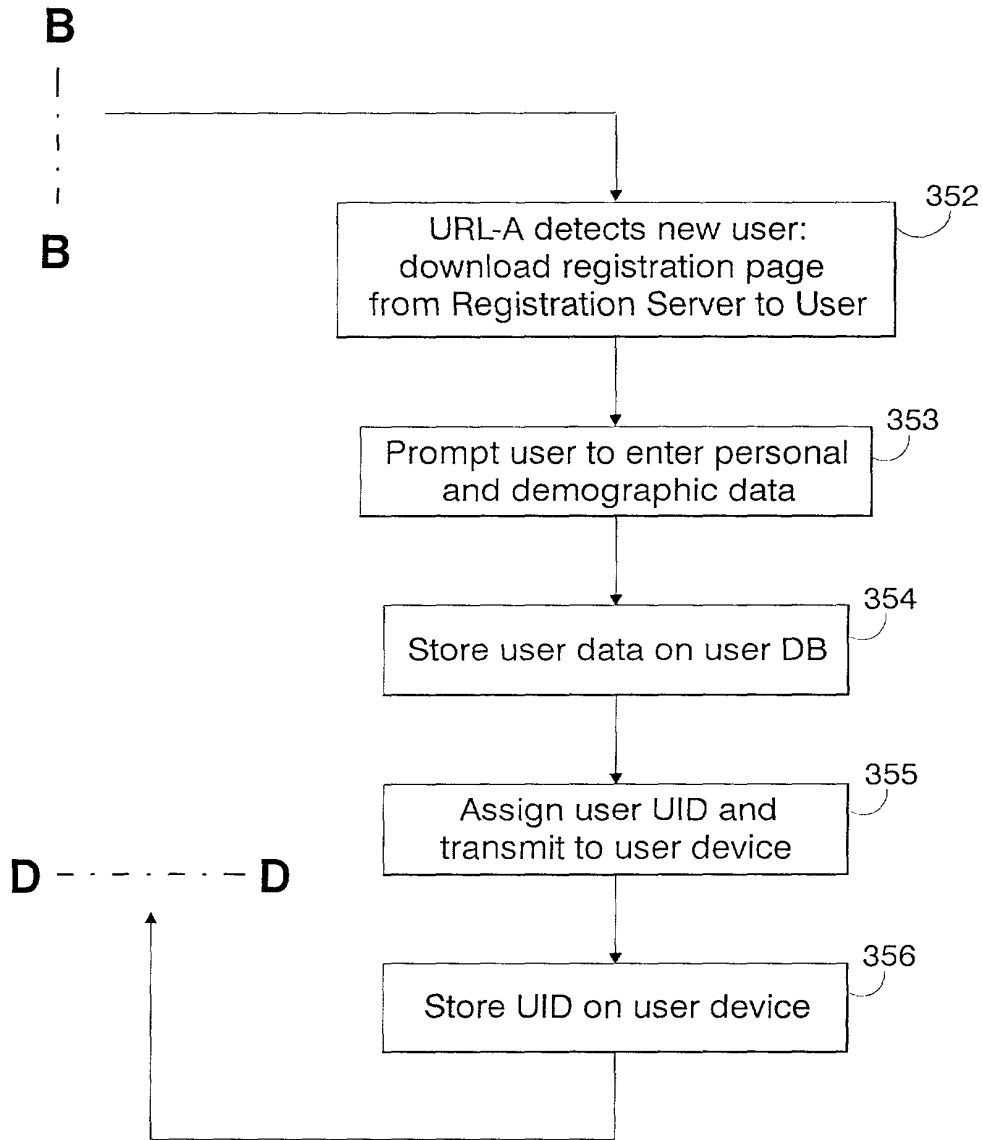 B
B
352
URL-A detects new user:
download registration page
from Registration Server to User
353
Prompt user to enter personal
and demographic data
354
Store user data on user DB
355
Assign user UID and
transmit to user device
D D
356
Store UID on user device